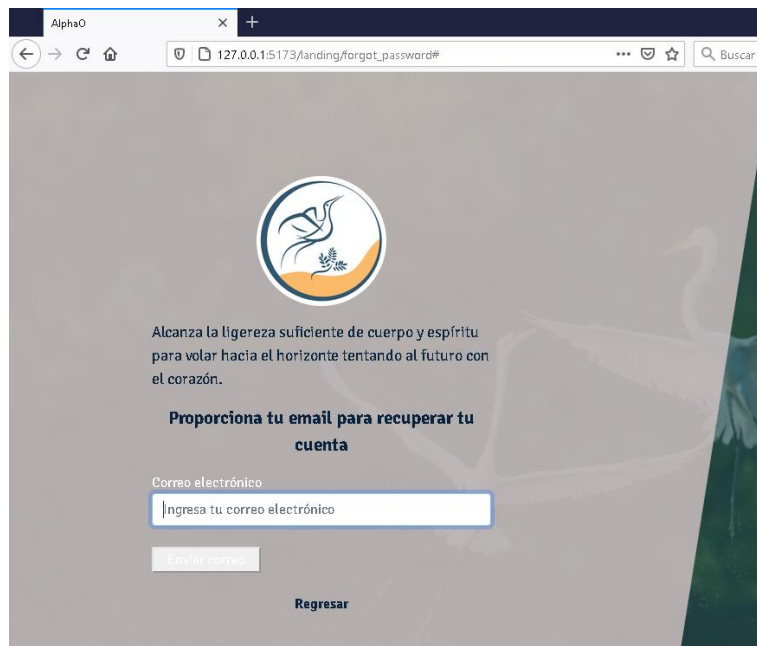 AlphaO
127.0.0.1:5173/landing/forgot_password#
Buscar
Alcanza la ligereza suficiente de cuerpo y espíritu
para volar hacia el horizonte tentando al futuro con
el corazón.
Proporciona tu email para recuperar tu
cuenta
Correo electrónico
Ingresa tu correo electrónico
Enviar correo
Regresar